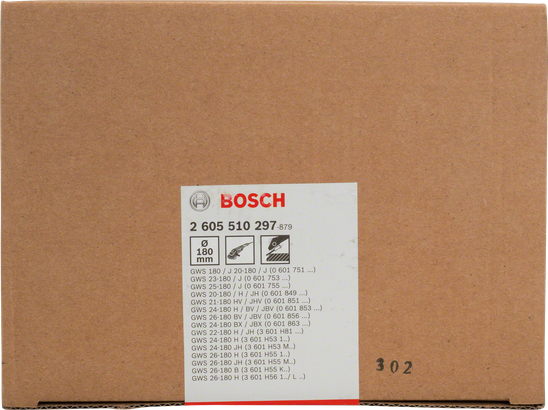 BOSCH
2 605 510 297-879
Ø
180
mm
GWS 180 / J 20-180 / J (0 601 751 ...)
GWS 23-180 / J (0 601 753 ...)
GWS 25-180 / J (0 601 755 ...)
GWS 20-180 / H / JH (0 601 849 ...)
GWS 21-180 HV / JHV (0 601 851 ...)
GWS 24-180 H / BV / JBV (0 601 853 ...)
GWS 26-180 BV / JBV (0 601 856 ...)
GWS 24-180 BX / JBX (0 601 863 ...)
GWS 22-180 H / JH (3 601 H81 ...)
GWS 24-180 H (3 601 H53 1..)
GWS 24-180 JH (3 601 H53 M..)
GWS 26-180 H (3 601 H55 1..)
GWS 26-180 JH (3 601 H55 M..)
GWS 26-180 B (3 601 H55 K..)
GWS 26-180 H (3 601 H56 1../ L ..)
302